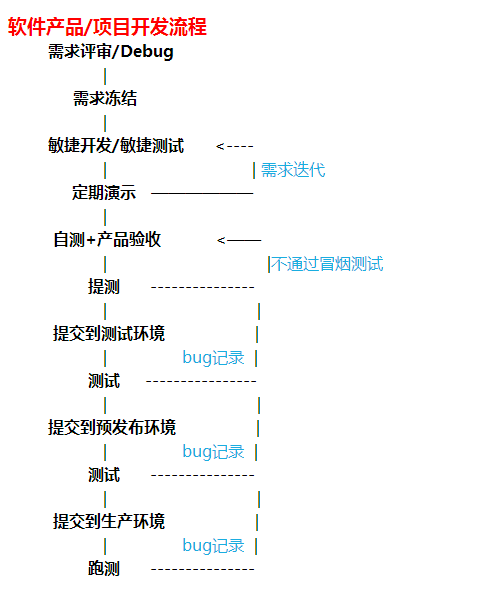 软件产品/项目开发流程
需求评审/Debug
|
需求冻结
|
敏捷开发/敏捷测试 <----
| | 需求迭代
定期演示 ——————
|
自测+产品验收 <——
| |不通过冒烟测试
提测 ---------------
| |
提交到测试环境 |
| bug记录 |
测试 ----------------
| |
提交到预发布环境 |
| bug记录 |
测试 ---------------
| |
提交到生产环境 |
| bug记录 |
跑测 ---------------